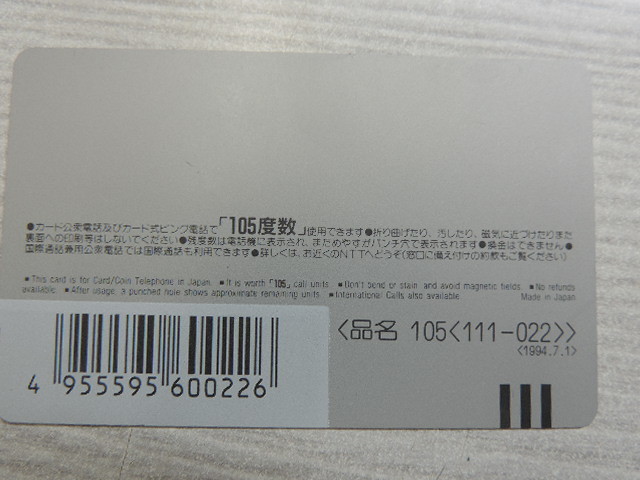 ●カード公衆電話及びカード式ピンク電話で「105度数」使用できます●折り曲げたり、汚したり、磁気に近づけたりまた
裏面への印刷等はしないでください●残度数は電話機に表示され、まためやすがパンチ穴で表示されます●換金はできません●
国際通話兼用公衆電話では国際通話も利用できます●詳しくは、お近くのNTTへどうぞ(窓口に備え付けの約款もご覧ください)
■This card is for Card/Coin Telephone in Japan. ■It is worth「105」call units. ■Don't bend or stain and avoid magnetic fields. ■No refunds
available. ■After usage, a punched hole shows approximate remaining units. ■International Calls also available. Made in Japan
〈品名 105〈111-022〉〉
〈1994.7.1〉
4 955595 600226